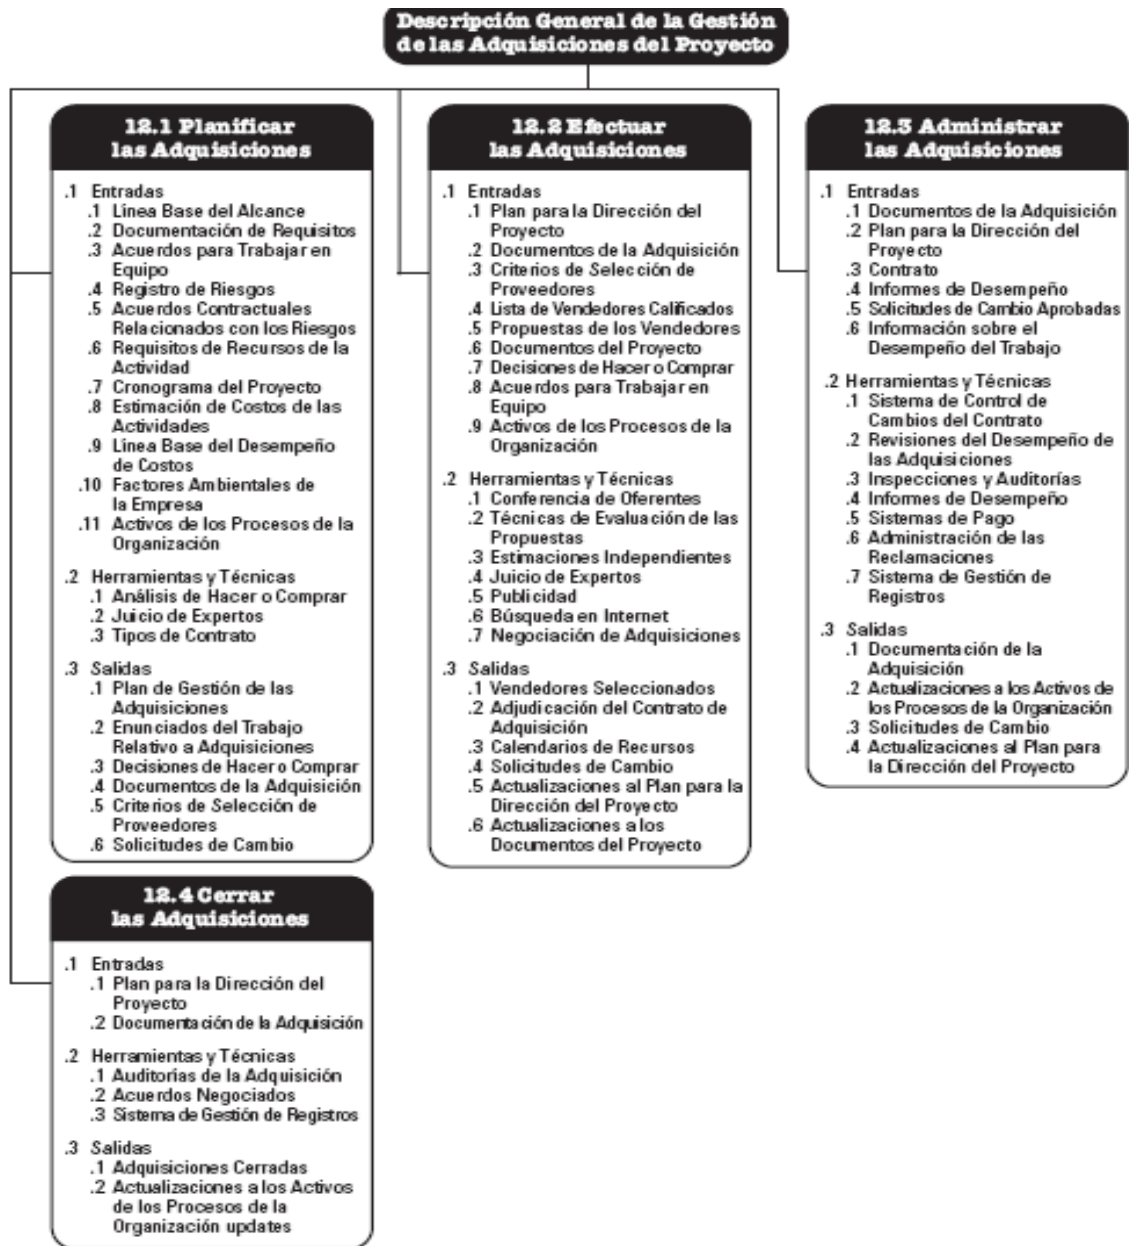 Descripción General de la Gestión
de las Adquisiciones del Proyecto
12.1 Planificar
las Adquisiciones
.1 Entradas
.1 Línea Base del Alcance
.2 Documentación de Requisitos
.3 Acuerdos para Trabajar en
Equipo
.4 Registro de Riesgos
.5 Acuerdos Contractuales
Relacionados con los Riesgos
.6 Requisitos de Recursos de la
Actividad
.7 Cronograma del Proyecto
.8 Estimación de Costos de las
Actividades
.9 Línea Base del Desempeño
de Costos
.10 Factores Ambientales de
la Empresa
.11 Activos de los Procesos de la
Organización
.2 Herramientas y Técnicas
.1 Análisis de Hacer o Comprar
.2 Juicio de Expertos
.3 Tipos de Contrato
.3 Salidas
.1 Plan de Gestión de las
Adquisiciones
.2 Enunciados del Trabajo
Relativo a Adquisiciones
.3 Decisiones de Hacer o Comprar
.4 Documentos de la Adquisición
.5 Criterios de Selección de
Proveedores
.6 Solicitudes de Cambio
12.2 Efectuar
las Adquisiciones
.1 Entradas
.1 Plan para la Dirección del
Proyecto
.2 Documentos de la Adquisición
.3 Criterios de Selección de
Proveedores
.4 Lista de Vendedores Calificados
.5 Propuestas de los Vendedores
.6 Documentos del Proyecto
.7 Decisiones de Hacer o Comprar
.8 Acuerdos para Trabajar en
Equipo
.9 Activos de los Procesos de la
Organización
.2 Herramientas y Técnicas
.1 Conferencia de Oferentes
.2 Técnicas de Evaluación de las
Propuestas
.3 Estimaciones Independientes
.4 Juicio de Expertos
.5 Publicidad
.6 Búsqueda en Internet
.7 Negociación de Adquisiciones
.3 Salidas
.1 Vendedores Seleccionados
.2 Adjudicación del Contrato de
Adquisición
.3 Calendarios de Recursos
.4 Solicitudes de Cambio
.5 Actualizaciones al Plan para la
Dirección del Proyecto
.6 Actualizaciones a los
Documentos del Proyecto
12.3 Administrar
las Adquisiciones
.1 Entradas
.1 Documentos de la Adquisición
.2 Plan para la Dirección del
Proyecto
.3 Contrato
.4 Informes de Desempeño
.5 Solicitudes de Cambio Aprobadas
.6 Información sobre el
Desempeño del Trabajo
.2 Herramientas y Técnicas
.1 Sistema de Control de
Cambios del Contrato
.2 Revisiones del Desempeño de
las Adquisiciones
.3 Inspecciones y Auditorías
.4 Informes de Desempeño
.5 Sistemas de Pago
.6 Administración de las
Reclamaciones
.7 Sistema de Gestión de
Registros
.3 Salidas
.1 Documentación de la
Adquisición
.2 Actualizaciones a los Activos de
los Procesos de la Organización
.3 Solicitudes de Cambio
.4 Actualizaciones al Plan para
la Dirección del Proyecto
12.4 Cerrar
las Adquisiciones
.1 Entradas
.1 Plan para la Dirección del
Proyecto
.2 Documentación de la Adquisición
.2 Herramientas y Técnicas
.1 Auditorías de la Adquisición
.2 Acuerdos Negociados
.3 Sistema de Gestión de Registros
.3 Salidas
.1 Adquisiciones Cerradas
.2 Actualizaciones a los Activos
de los Procesos de la
Organización updates